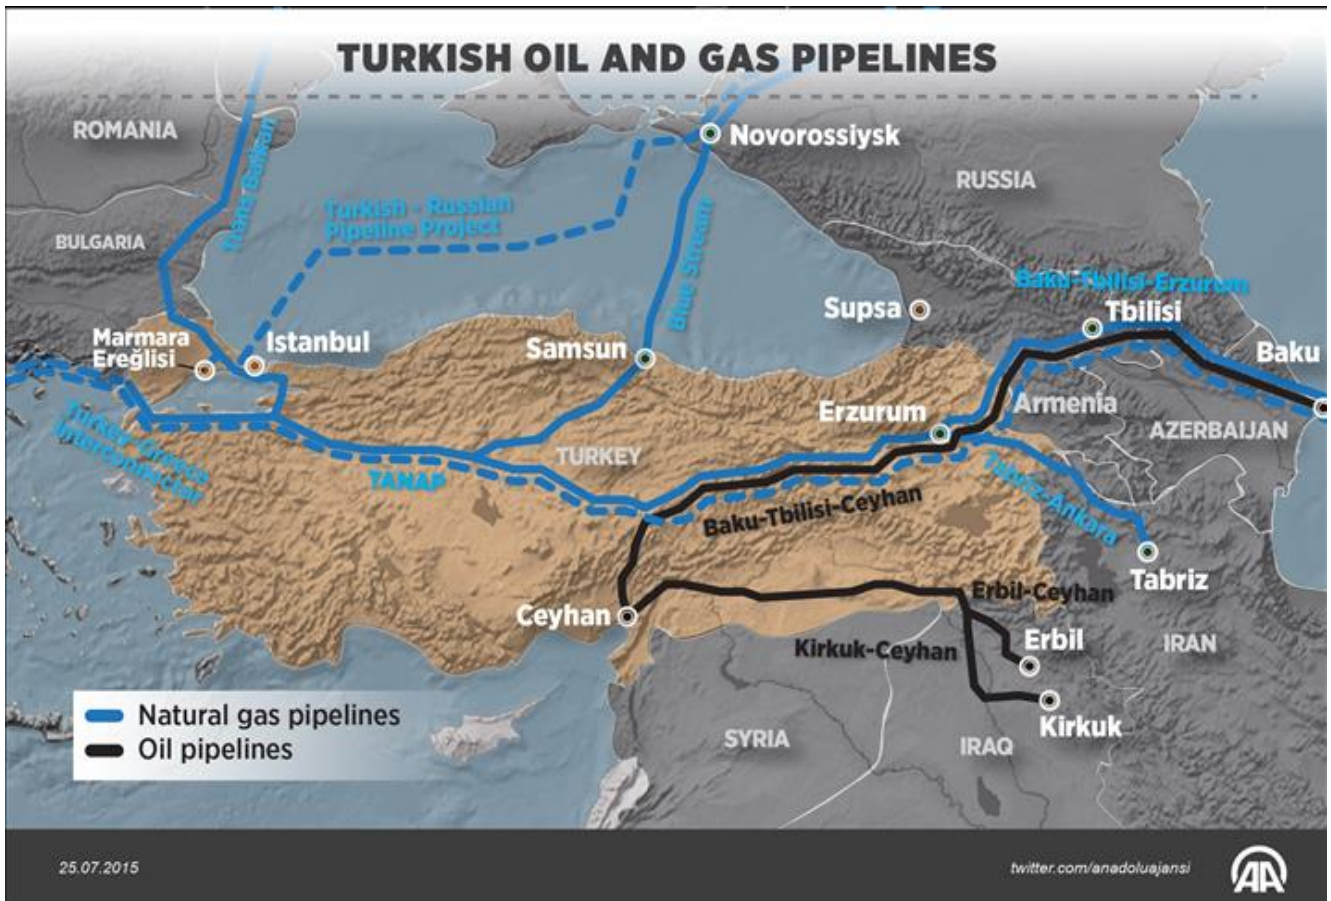 TURKISH OIL AND GAS PIPELINES
ROMANIA
Novorossiysk
RUSSIA
Trans Balkan
Turkish - Russian
Pipeline Project
BULGARIA
Blue Stream
Baku-Tbilisi-Erzurum
Tbilisi
Supsa
Marmara
Ereğlisi
Istanbul
Samsun
Baku
Armenia
Erzurum
AZERBAIJAN
Turkey-Greece
Interconnector
TURKEY
TANAP
Tabriz-Ankara
Baku-Tbilisi-Ceyhan
Tabriz
Ceyhan
Erbil-Ceyhan
Kirkuk-Ceyhan
Erbil
IRAN
Natural gas pipelines
Oil pipelines
SYRIA
IRAQ
Kirkuk
25.07.2015
twitter.com/anadoluajansi
AA